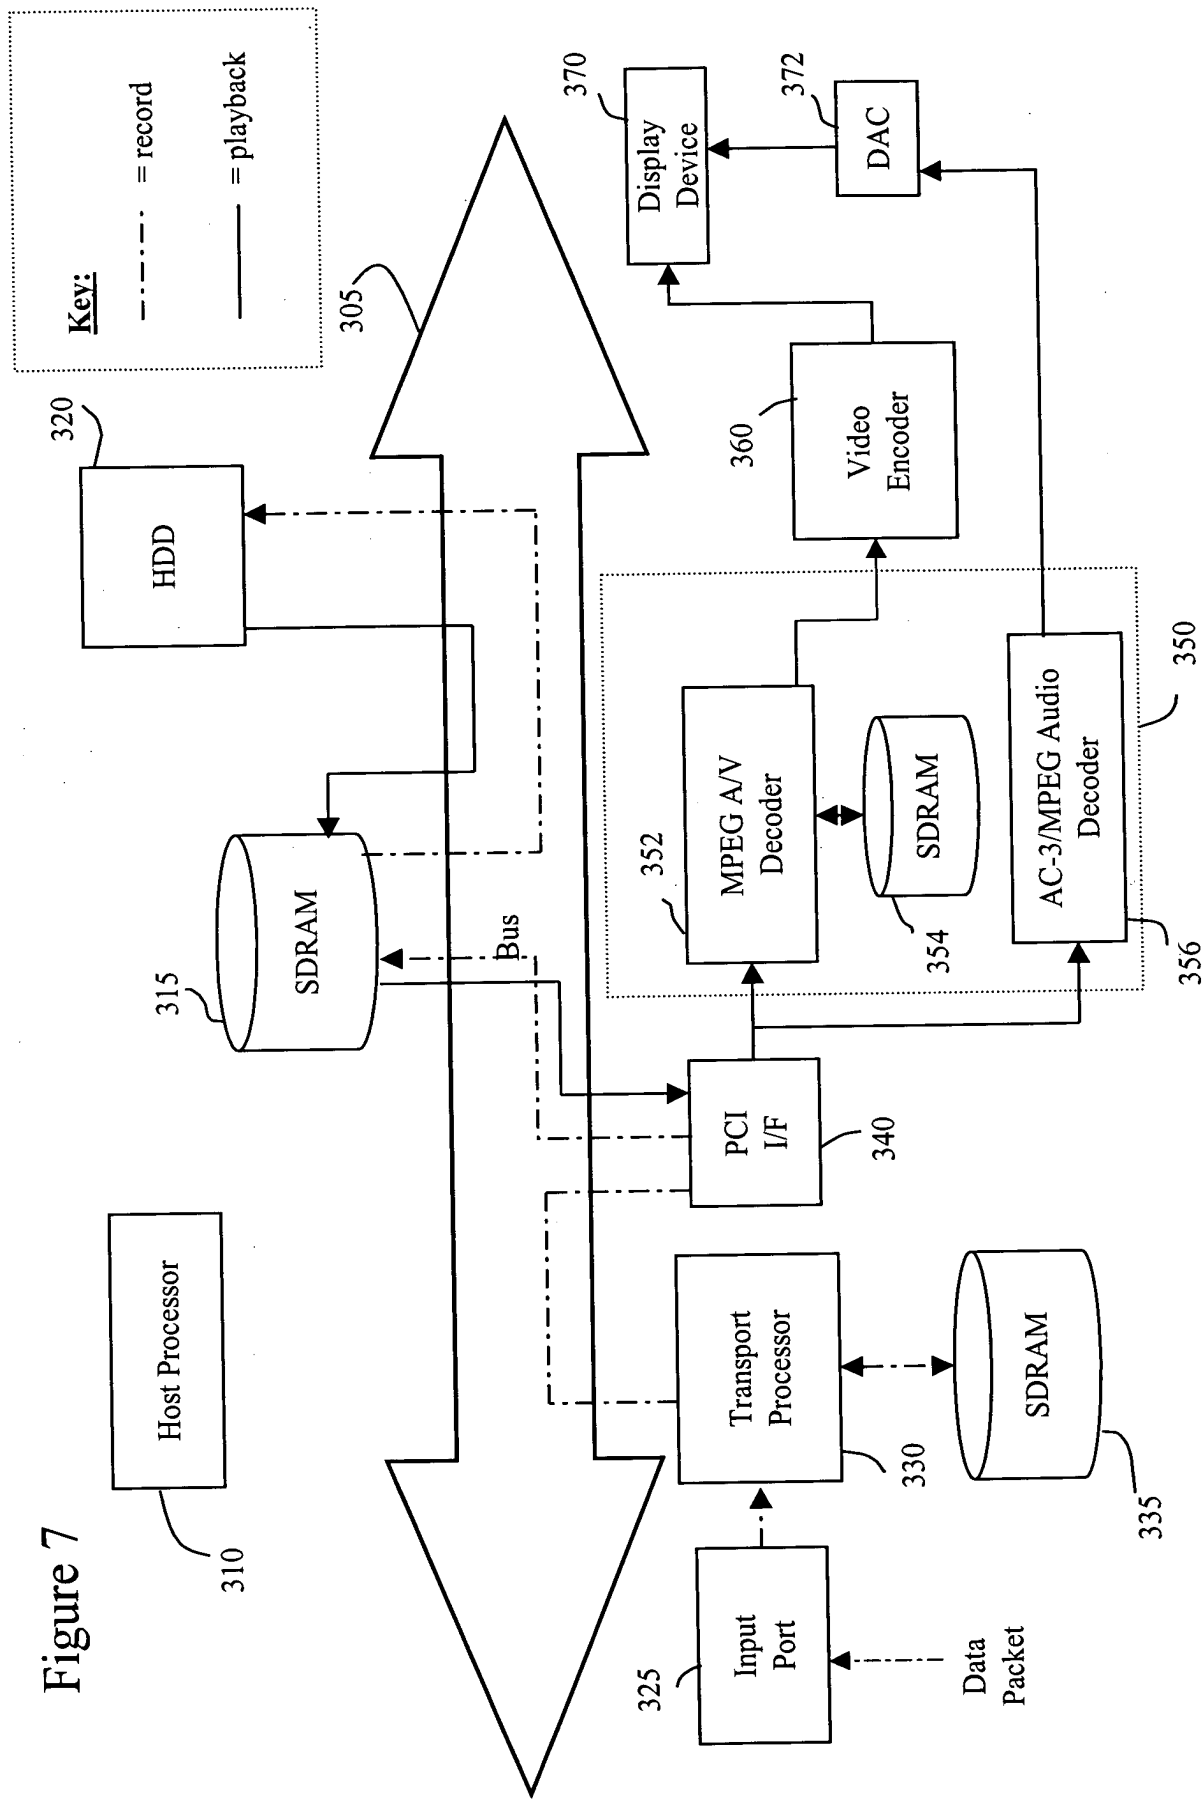 Figure 7
Key:
= record
= playback
310
Host Processor
315
SDRAM
320
HDD
305
Bus
325
Input
Port
Data
Packet
Transport
Processor
330
SDRAM
335
PCI
I/F
340
352
MPEG A/V
Decoder
SDRAM
354
AC-3/MPEG Audio
Decoder
356
350
360
Video
Encoder
370
Display
Device
372
DAC